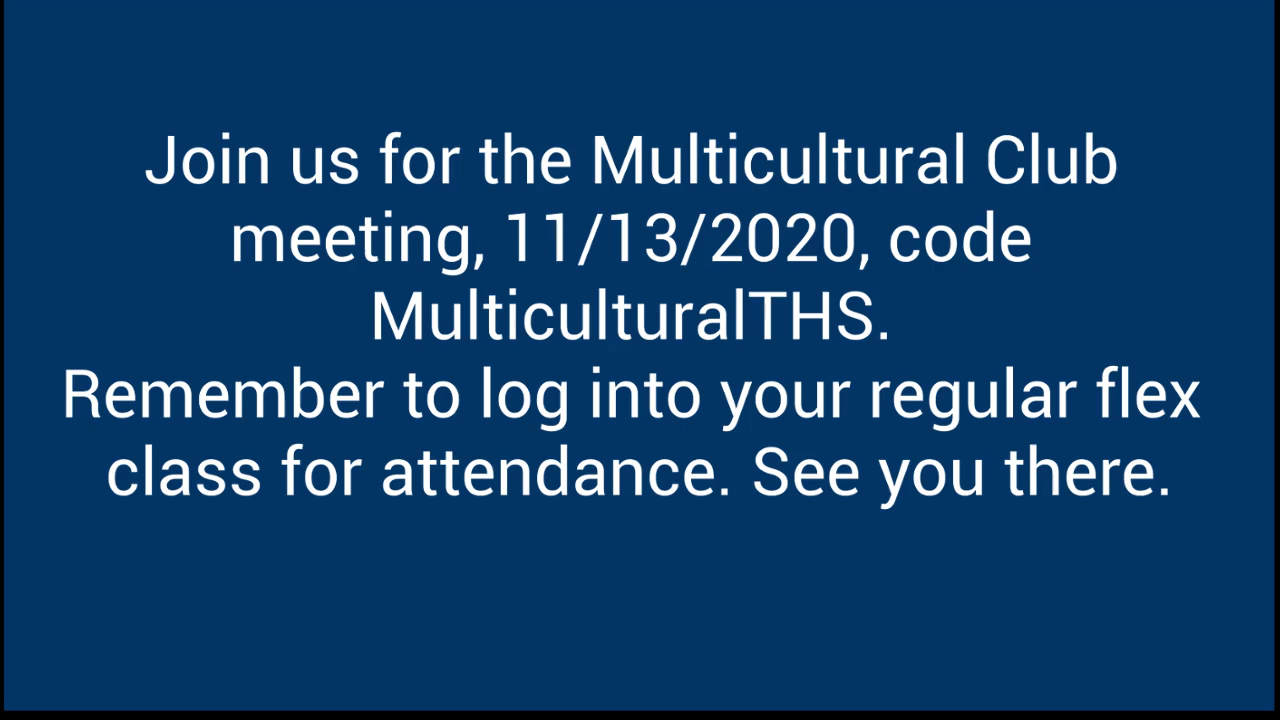 Join us for the Multicultural Club
meeting, 11/13/2020, code
MulticulturalTHS.
Remember to log into your regular flex
class for attendance. See you there.